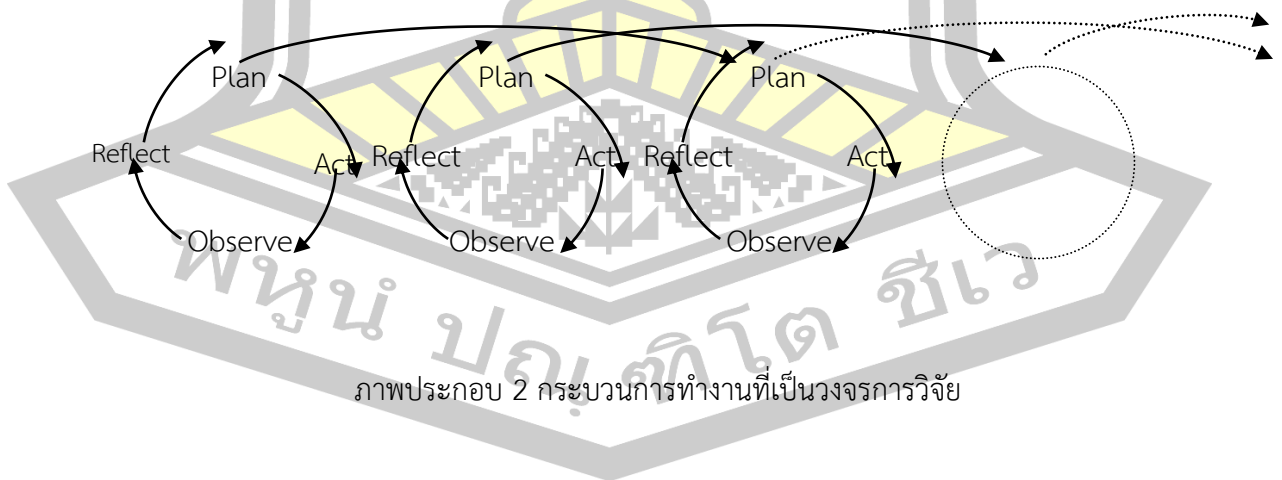 Plan Plan Plan
Reflect Act Reflect Act Reflect Act
Observe Observe Observe
พหูนํ ปณฺฑิโต ชีเว
ภาพประกอบ 2 กระบวนการทำงานที่เป็นวงจรการวิจัย